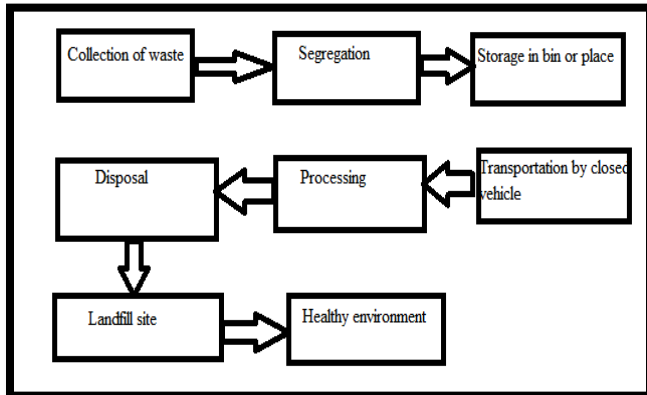 Collection of waste
Segregation
Storage in bin or place
Transportation by closed
vehicle
Processing
Disposal
Landfill site
Healthy environment